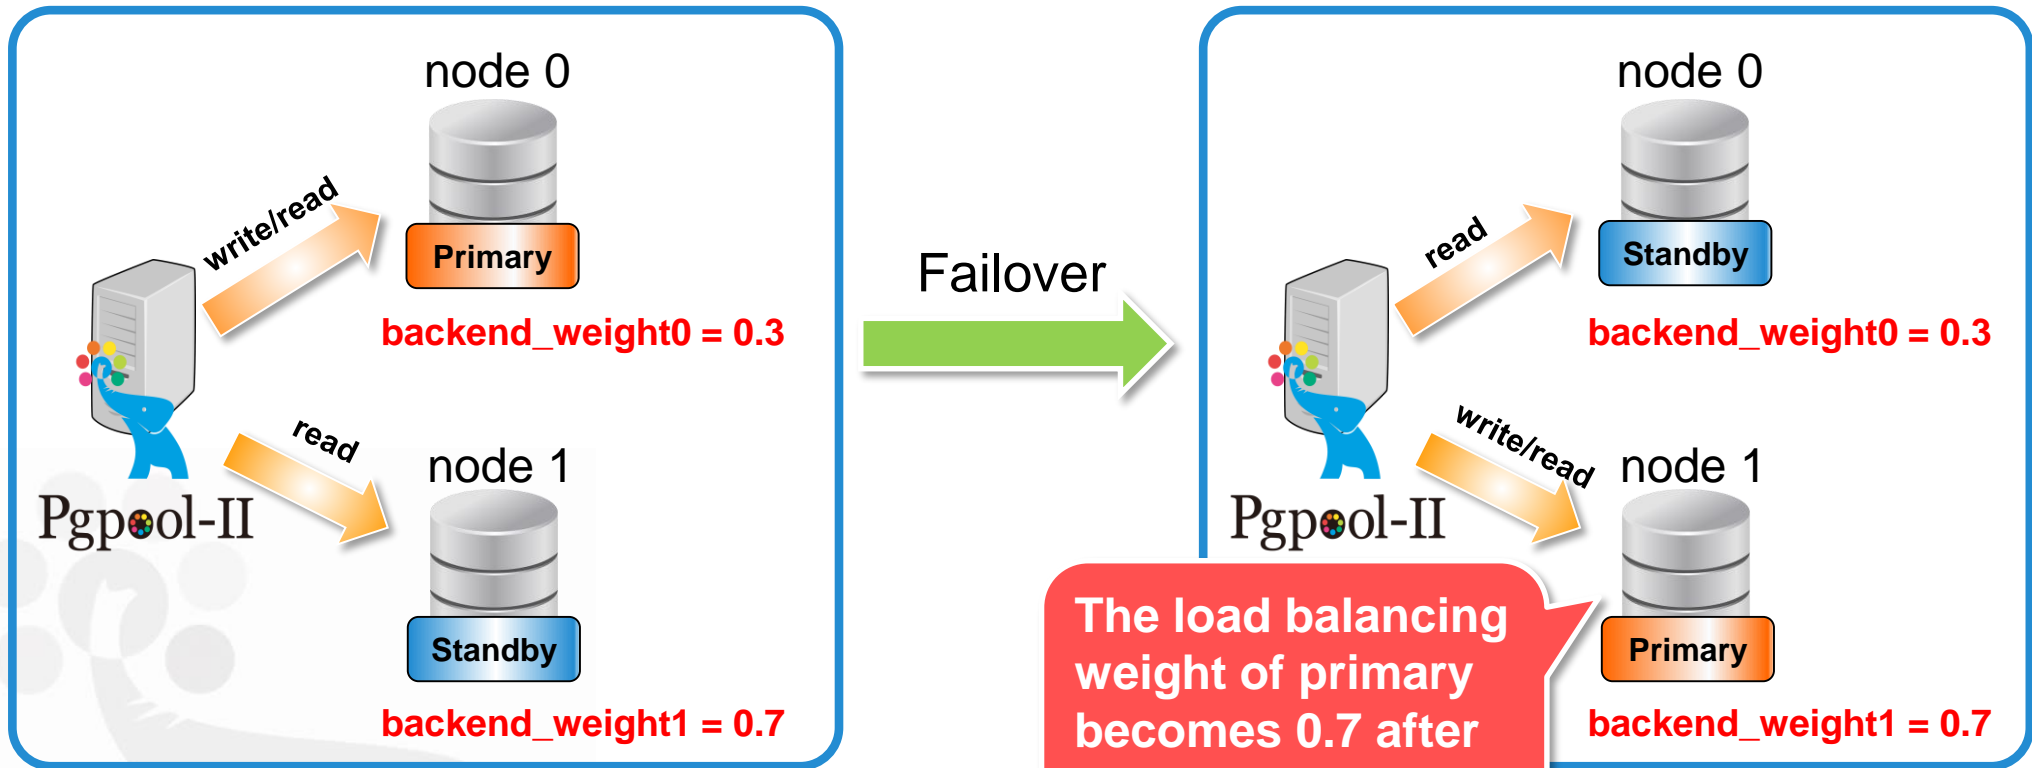 node 0
write/read
Primary
backend_weight0 = 0.3
Pgpool-II
read
node 1
Standby
backend_weight1 = 0.7
Failover
node 0
read
Standby
backend_weight0 = 0.3
Pgpool-II
write/read
node 1
Primary
backend_weight1 = 0.7
The load balancing
weight of primary
becomes 0.7 after